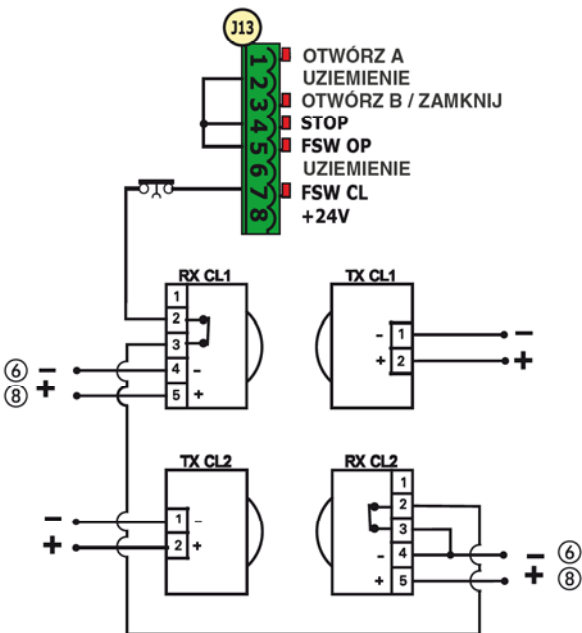 J13
1 OTWÓRZ A
2 UZIEMIENIE
3 OTWÓRZ B / ZAMKNIJ
4 STOP
5 FSW OP
6 UZIEMIENIE
7 FSW CL
8 +24V
RX CL1
1
2
3
4 -
5 +
⑥ -
⑧ +
TX CL1
- 1 -
+ 2 +
TX CL2
- 1 -
+ 2 +
RX CL2
1
2
3
- 4 - ⑥
+ 5 + ⑧